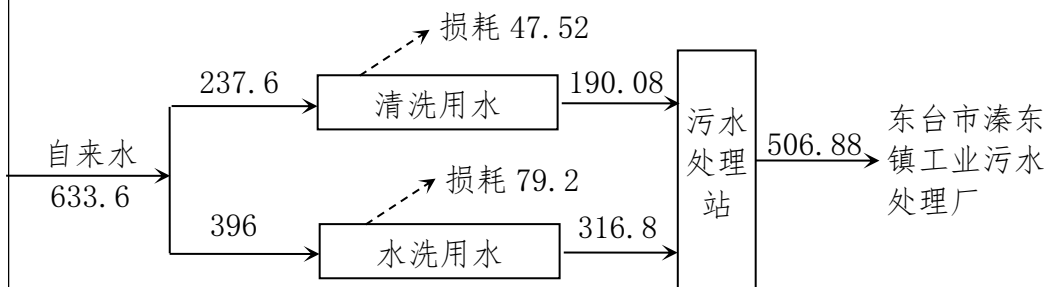 损耗 47.52
237.6
清洗用水
190.08
自来水
633.6
损耗 79.2
396
水洗用水
316.8
污水
处理
站
506.88
东台市溱东
镇工业污水
处理厂